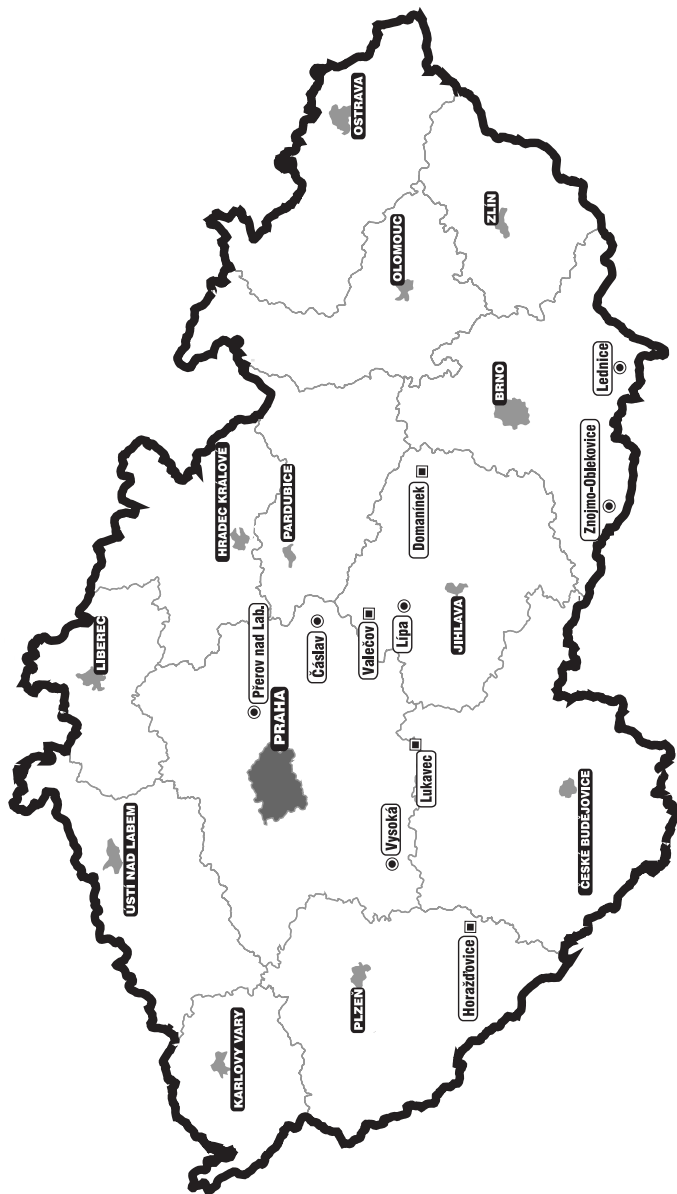 LIBEREC
ÚSTÍ NAD LABEM
KARLOVY VARY
HRADEC KRÁLOVÉ
PARDUBICE
Přerov nad Lab.
PRAHA
Čáslav
OSTRAVA
OLOMOUC
PLZEŇ
Valečov
Lípa
Vysoká
Domanínek
Lukavec
JIHLAVA
ZLÍN
BRNO
Horažďovice
ČESKÉ BUDĚJOVICE
Znojmo-Oblekovice
Lednice